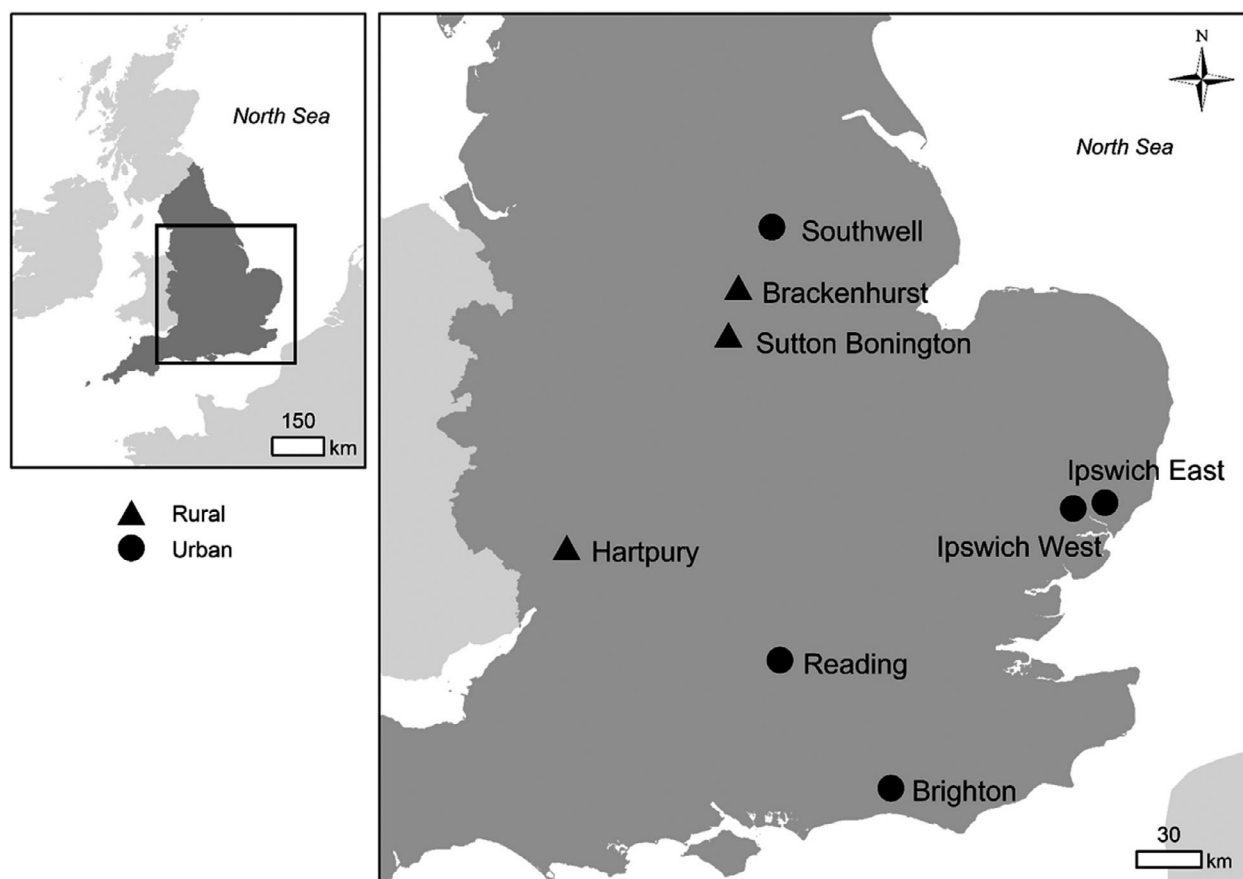 North Sea
150
km
Rural
Urban
N
North Sea
Southwell
Brackenhurst
Sutton Bonington
Ipswich East
Ipswich West
Hartpury
Reading
Brighton
30
km